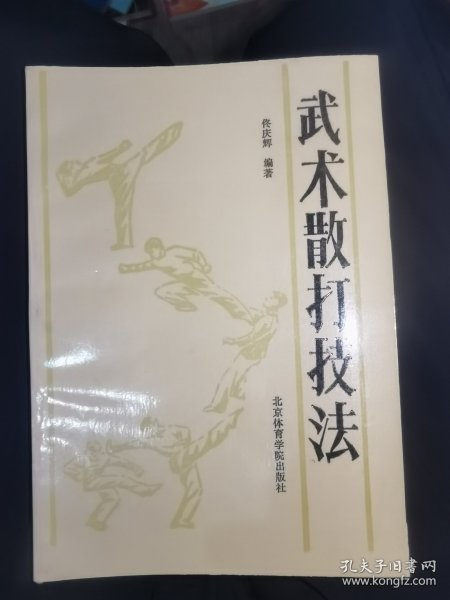 武术散打技法
佟庆辉 编著
北京体育学院出版社
孔夫子旧书网
www.kongfz.com